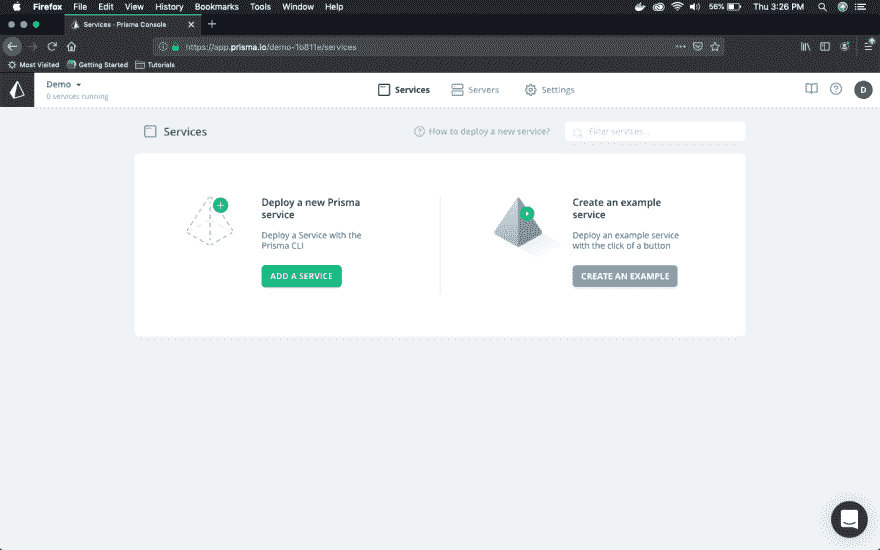 Firefox File Edit View History Bookmarks Tools Window Help 56% Thu 3:26 PM
Services - Prisma Console
https://app.prisma.io/demo-1b811e/services
Most Visited Getting Started Tutorials
Demo
0 services running
Services Servers Settings
D
Services
How to deploy a new service?
Filter services...
Deploy a new Prisma
service
Deploy a Service with the
Prisma CLI
ADD A SERVICE
Create an example
service
Deploy an example service
with the click of a button
CREATE AN EXAMPLE